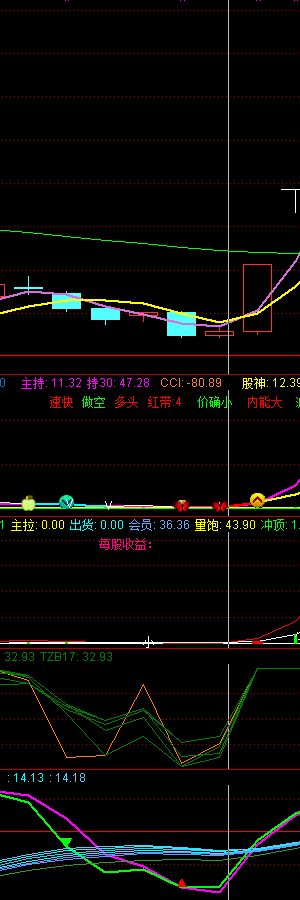 0 主持: 11.32 持30: 47.28 CCI: -80.89 股神: 12.39
速快 做空 多头 红带:4 价确小 内能大
1 主拉: 0.00 出货: 0.00 会员: 36.36 量饱: 43.90 冲顶: 1.
每股收益:
32.93 TZB17: 32.93
: 14.13 : 14.18